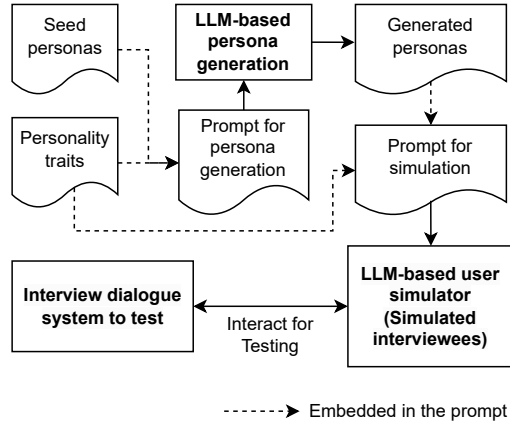 Seed
personas
LLM-based
persona
generation
Generated
personas
Personality
traits
Prompt for
persona
generation
Prompt for
simulation
Interview dialogue
system to test
Interact for
Testing
LLM-based user
simulator
(Simulated
interviewees)
Embedded in the prompt